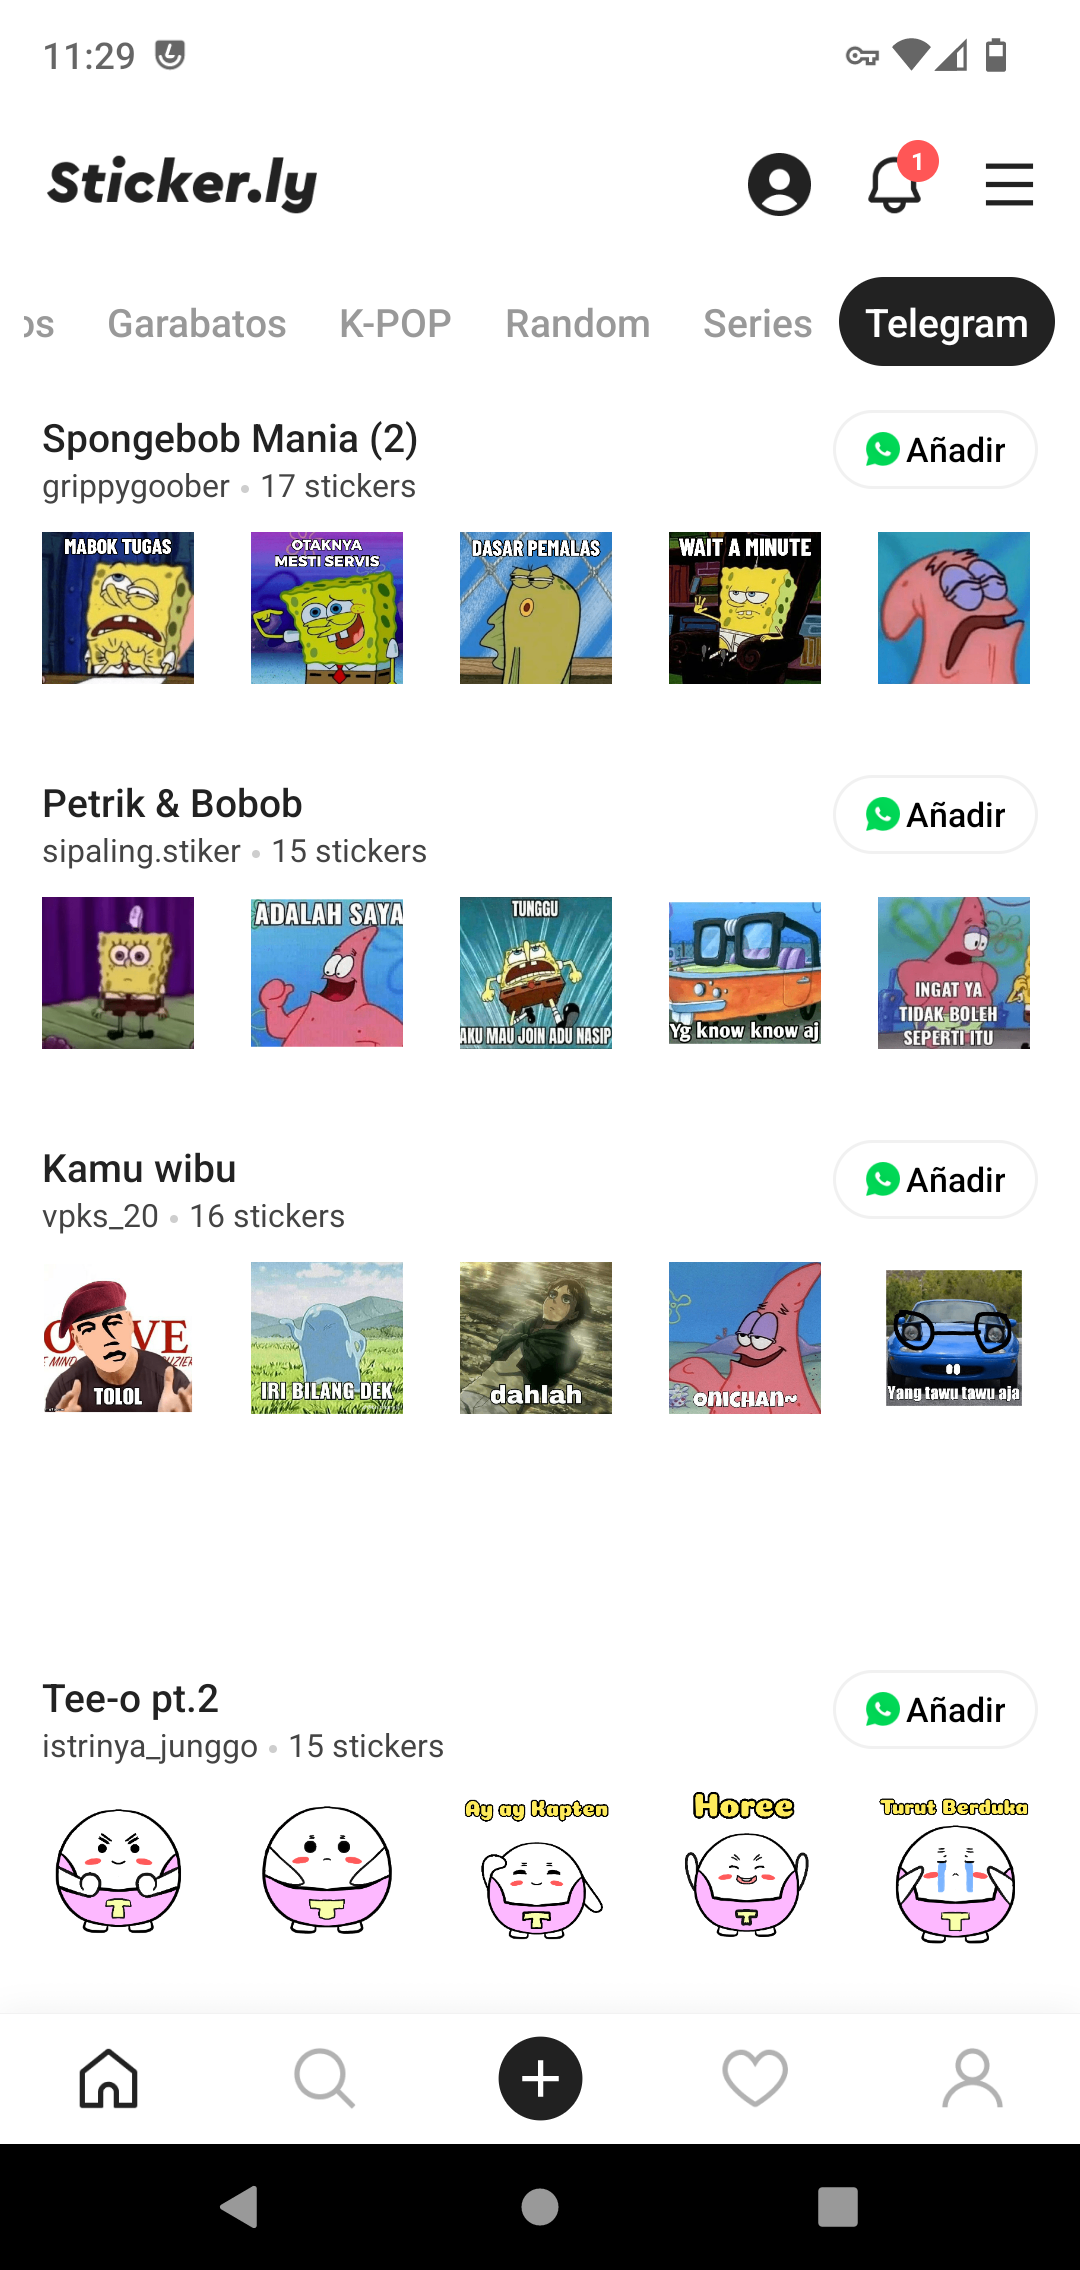 11:29
Sticker.ly
1
os Garabatos K-POP Random Series Telegram
Spongebob Mania (2)
Añadir
grippygoober • 17 stickers
MABOK TUGAS
OTAKNYA
MESTI SERVIS
DASAR PEMALAS
WAIT A MINUTE
Petrik & Bobob
Añadir
sipaling.stiker • 15 stickers
ADALAH SAYA
TUNGGU
AKU MAU JOIN ADU NASIP
Yg know know aj
INGAT YA
TIDAK BOLEH
SEPERTI ITU
Kamu wibu
Añadir
vpks_20 • 16 stickers
TOLOL
IRI BILANG DEK
dahlah
ONICHAN~
Yang tawu tawu aja
Tee-o pt.2
Añadir
istrinya_junggo • 15 stickers
T
T
Ay ay Kapten
T
Horee
T
Turut Berduka
T